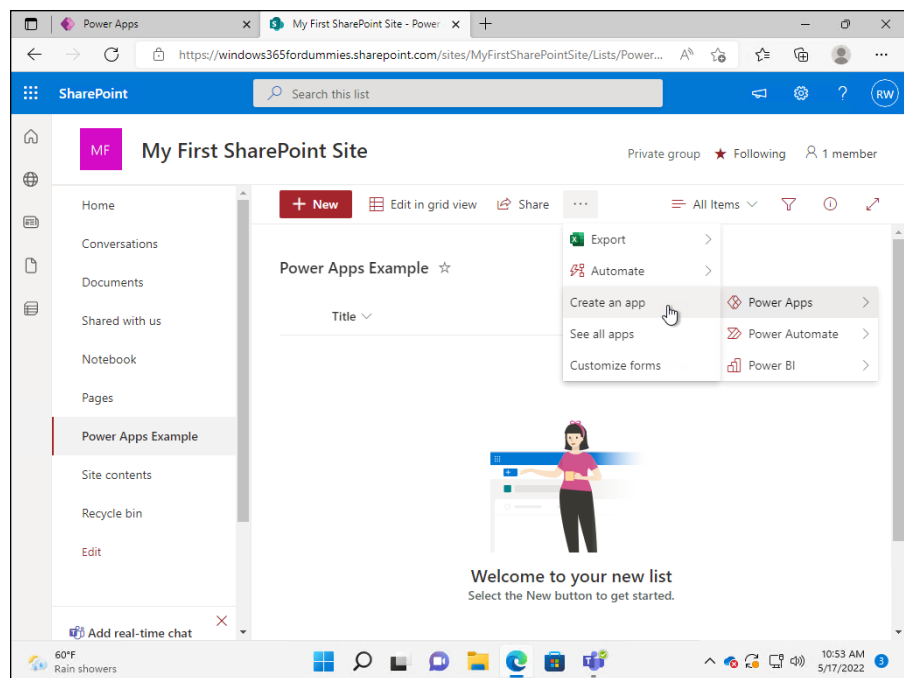 Power Apps
My First SharePoint Site - Power
https://windows365fordummies.sharepoint.com/sites/MyFirstSharePointSite/Lists/Power...
SharePoint
Search this list
RW
MF
My First SharePoint Site
Private group
Following
1 member
Home
Conversations
Documents
Shared with us
Notebook
Pages
Power Apps Example
Site contents
Recycle bin
Edit
Add real-time chat
New
Edit in grid view
Share
All Items
Export
Automate
Create an app
See all apps
Customize forms
Power Apps
Power Automate
Power BI
Power Apps Example
Title
Welcome to your new list
Select the New button to get started.
60°F
Rain showers
10:53 AM
5/17/2022
3